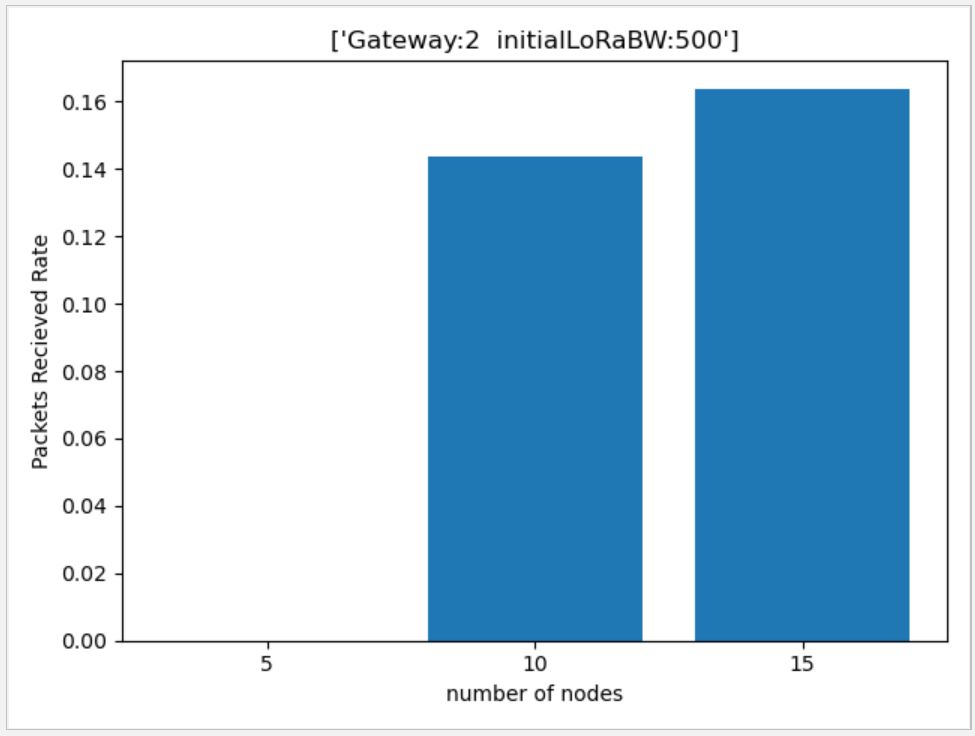 ['Gateway:2  initialLoRaBW:500']
Packets Recieved Rate
0.16
0.14
0.12
0.10
0.08
0.06
0.04
0.02
0.00
5 10 15
number of nodes